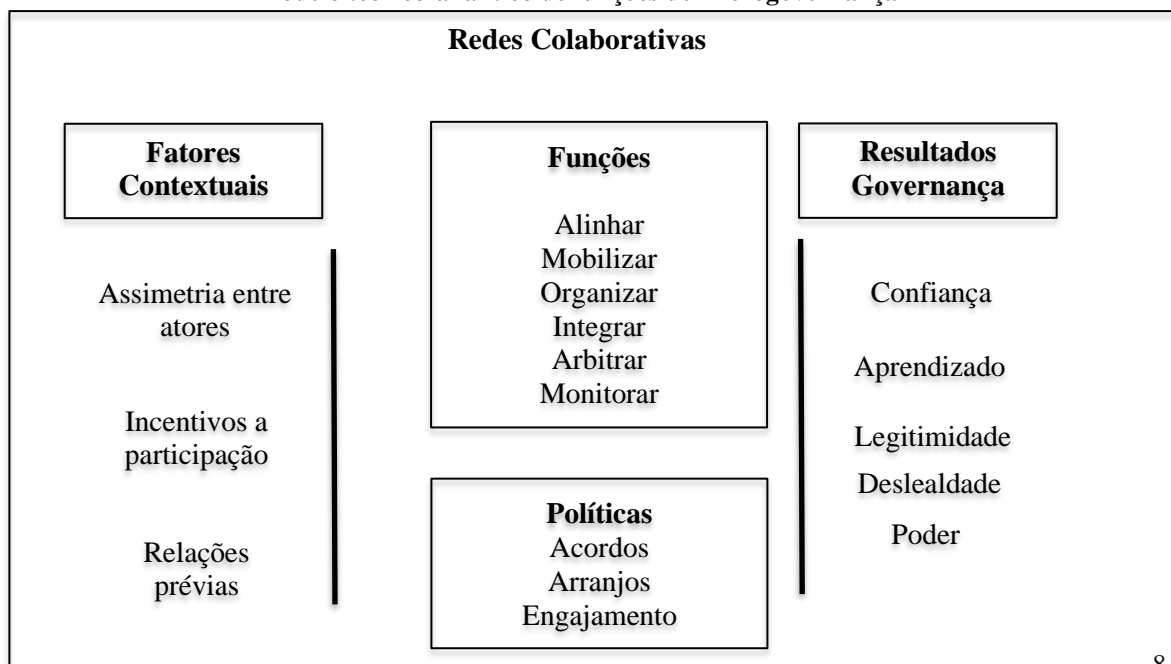 Redes Colaborativas
Fatores
Contextuais
Assimetria entre
atores
Incentivos a
participação
Relações
prévias
Funções
Alinhar
Mobilizar
Organizar
Integrar
Arbitrar
Monitorar
Políticas
Acordos
Arranjos
Engajamento
Resultados
Governança
Confiança
Aprendizado
Legitimidade
Deslealdade
Poder